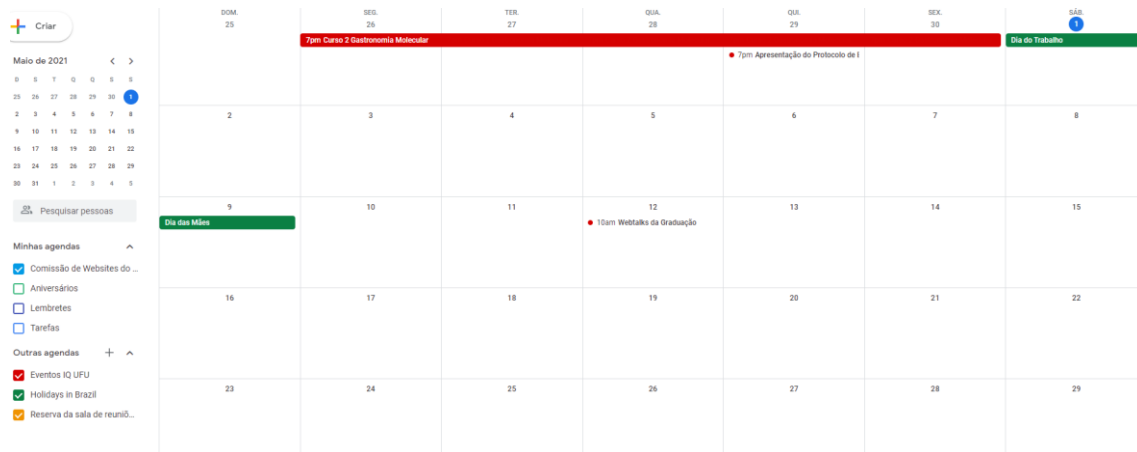 Criar
Maio de 2021
D S T Q Q S S
25 26 27 28 29 30 1
2 3 4 5 6 7 8
9 10 11 12 13 14 15
16 17 18 19 20 21 22
23 24 25 26 27 28 29
30 31 1 2 3 4 5
Pesquisar pessoas
Minhas agendas
Comissão de Websites do ...
Aniversários
Lembretes
Tarefas
Outras agendas
Eventos IQ UFU
Holidays in Brazil
Reserva da sala de reuniõ...
DOM. SEG. TER. QUA. QUI. SEX. SÁB.
25 26 27 28 29 30 1
7pm Curso 2 Gastronomia Molecular
Dia do Trabalho
7pm Apresentação do Protocolo de I
2 3 4 5 6 7 8
9 10 11 12 13 14 15
Dia das Mães
10am Webtalks da Graduação
16 17 18 19 20 21 22
23 24 25 26 27 28 29